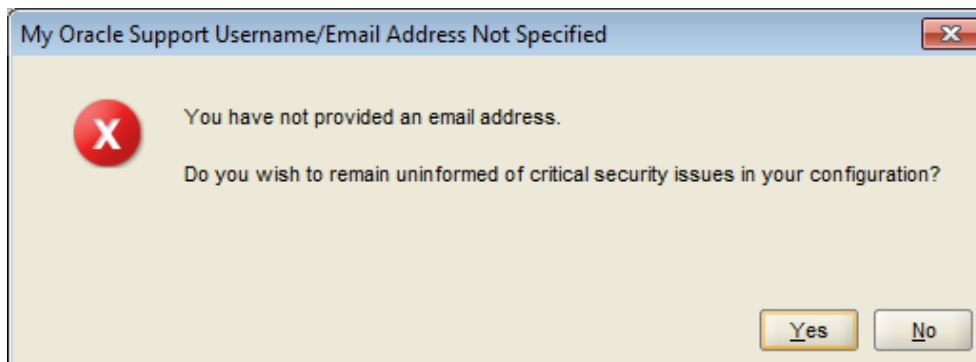 My Oracle Support Username/Email Address Not Specified
X
You have not provided an email address.
Do you wish to remain uninformed of critical security issues in your configuration?
Yes No